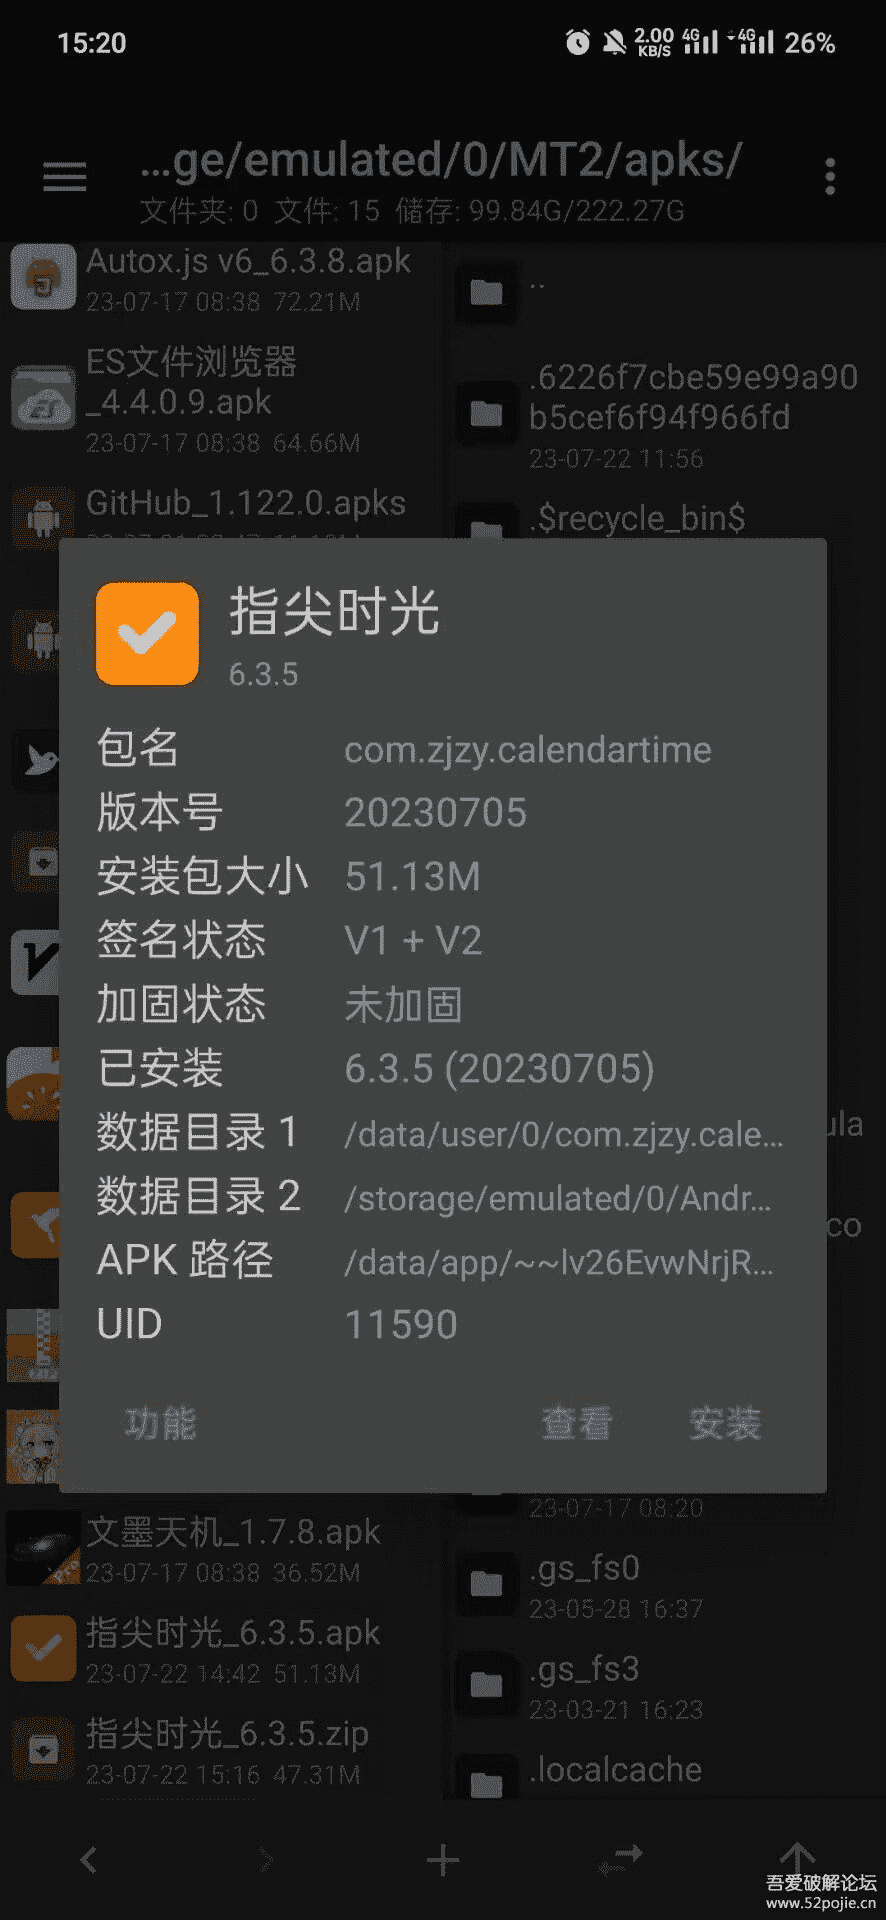 15:20
2.00 KB/S 4G 4G 26%
...ge/emulated/0/MT2/apks/
文件夹: 0 文件: 15 储存: 99.84G/222.27G
Autox.js v6_6.3.8.apk
23-07-17 08:38 72.21M
ES文件浏览器
_4.4.0.9.apk
23-07-17 08:38 64.66M
GitHub_1.122.0.apks
..
.6226f7cbe59e99a90
b5cef6f94f966fd
23-07-22 11:56
.$recycle_bin$
指尖时光
6.3.5
包名 com.zjzy.calendartime
版本号 20230705
安装包大小 51.13M
签名状态 V1 + V2
加固状态 未加固
已安装 6.3.5 (20230705)
数据目录 1 /data/user/0/com.zjzy.cale...
数据目录 2 /storage/emulated/0/Andr...
APK 路径 /data/app/~~lv26EvwNrjR...
UID 11590
功能 查看 安装
ula
co
文墨天机_1.7.8.apk
23-07-17 08:38 36.52M
指尖时光_6.3.5.apk
23-07-22 14:42 51.13M
指尖时光_6.3.5.zip
23-07-22 15:16 47.31M
23-07-17 08:20
.gs_fs0
23-05-28 16:37
.gs_fs3
23-03-21 16:23
.localcache
吾爱破解论坛
www.52pojie.cn